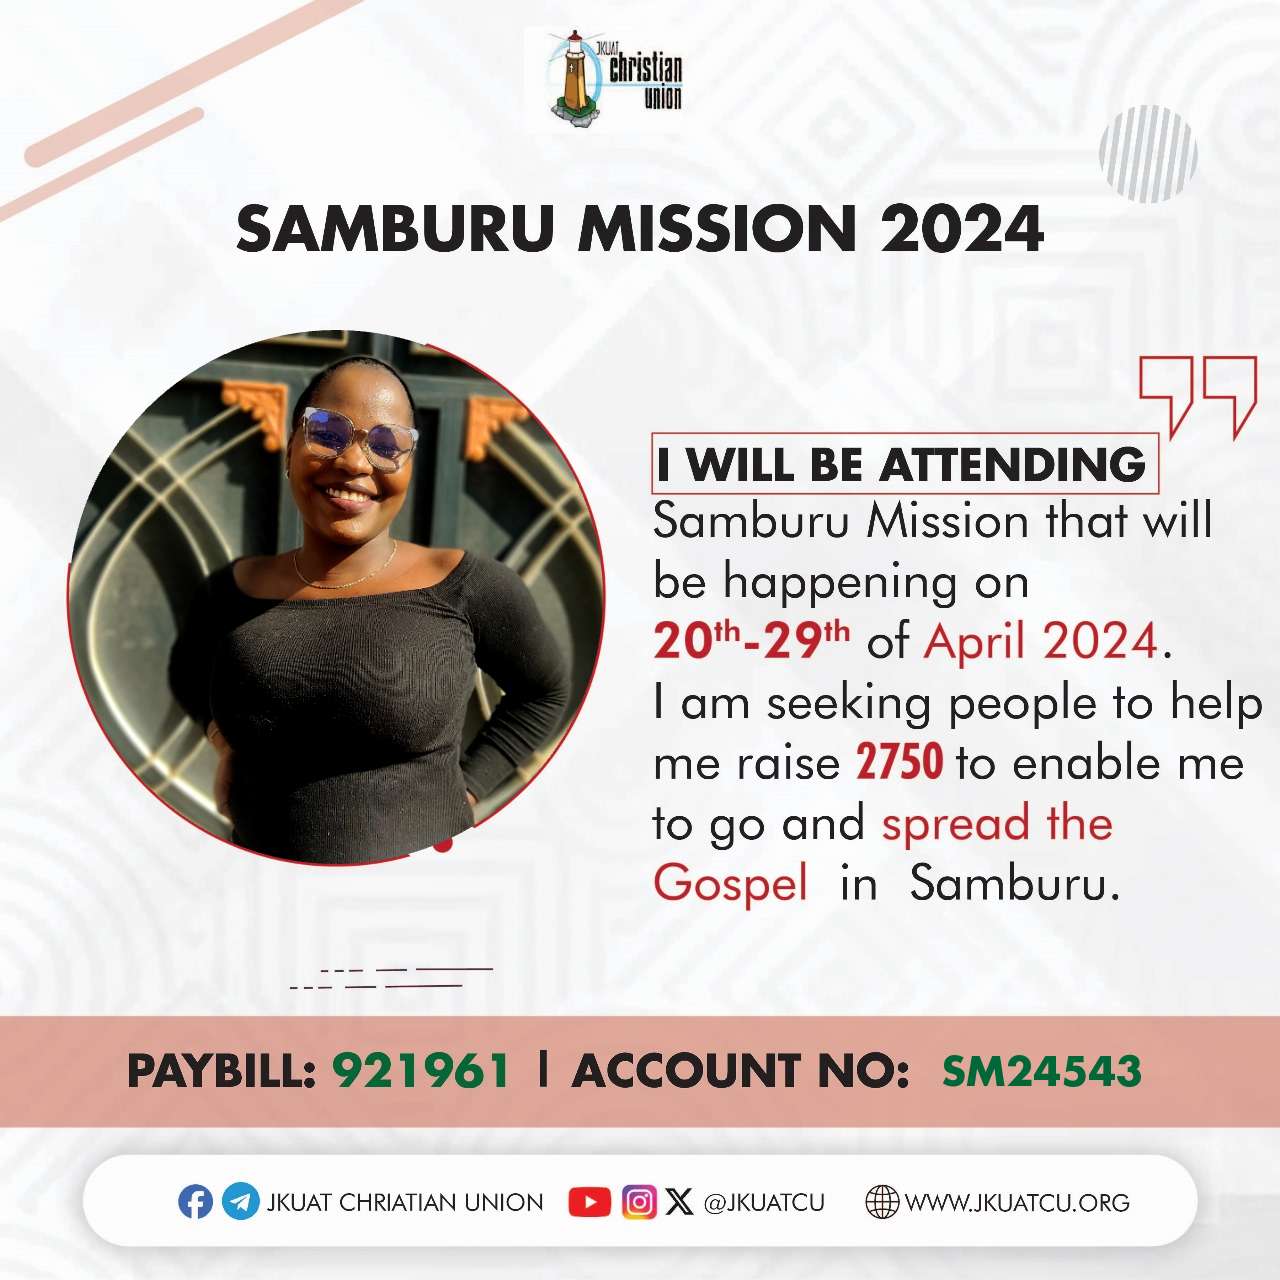 JKUAT
christian
union
SAMBURU MISSION 2024
I WILL BE ATTENDING
Samburu Mission that will
be happening on
20th-29th of April 2024.
I am seeking people to help
me raise 2750 to enable me
to go and spread the
Gospel in Samburu.
PAYBILL: 921961 | ACCOUNT NO: SM24543
JKUAT CHRIATIAN UNION @JKUATCU WWW.JKUATCU.ORG